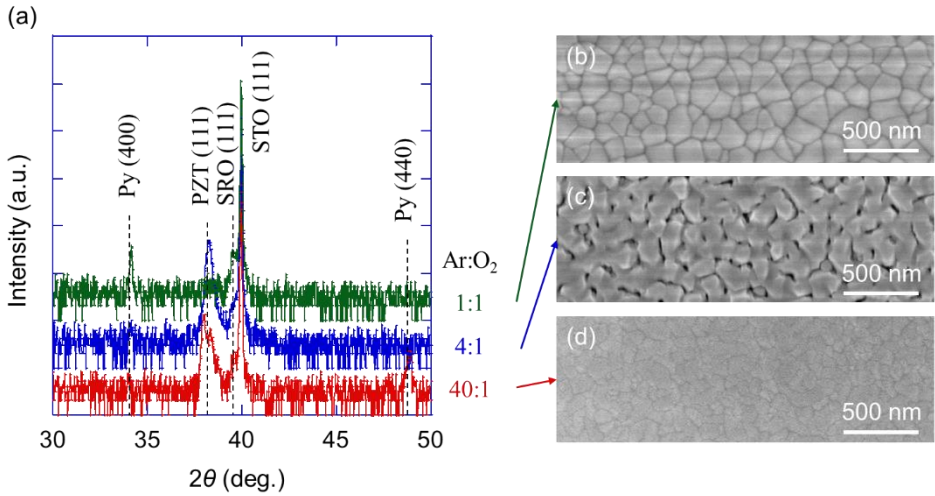 (a)
Intensity (a.u.)
Py (400)
PZT (111)
SRO (111)
STO (111)
Py (440)
Ar:O₂
1:1
4:1
40:1
30 35 40 45 50
2θ (deg.)
(b)
500 nm
(c)
500 nm
(d)
500 nm